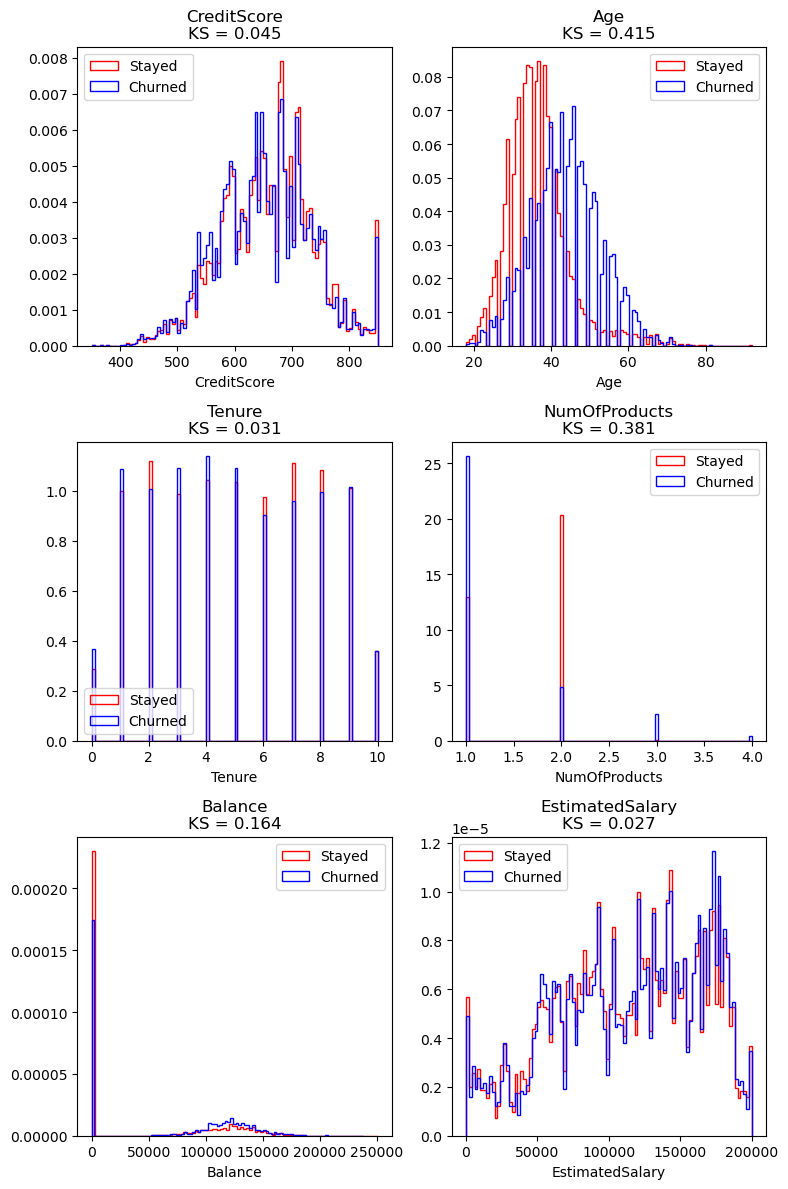 CreditScore
KS = 0.045
0.008
0.007
0.006
0.005
0.004
0.003
0.002
0.001
0.000
Stayed
Churned
400
500
600
700
800
CreditScore
Age
KS = 0.415
0.08
0.07
0.06
0.05
0.04
0.03
0.02
0.01
0.00
Stayed
Churned
20
40
60
80
Age
Tenure
KS = 0.031
1.0
0.8
0.6
0.4
0.2
0.0
Stayed
Churned
0
2
4
6
8
10
Tenure
NumOfProducts
KS = 0.381
25
20
15
10
5
0
Stayed
Churned
1.0
1.5
2.0
2.5
3.0
3.5
4.0
NumOfProducts
Balance
KS = 0.164
0.00020
0.00015
0.00010
0.00005
0.00000
Stayed
Churned
0
50000
100000
150000
200000
250000
Balance
EstimatedSalary
KS = 0.027
1e−5
1.2
1.0
0.8
0.6
0.4
0.2
0.0
Stayed
Churned
0
50000
100000
150000
200000
EstimatedSalary